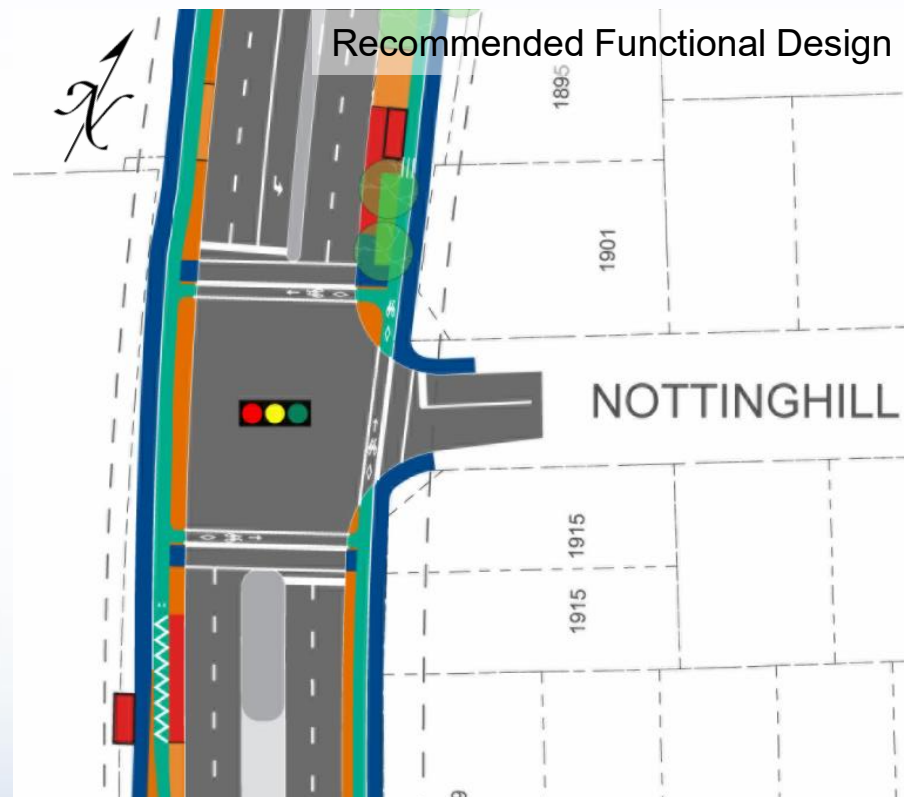 Recommended Functional Design
N
1895
1901
NOTTINGHILL
1915
1915